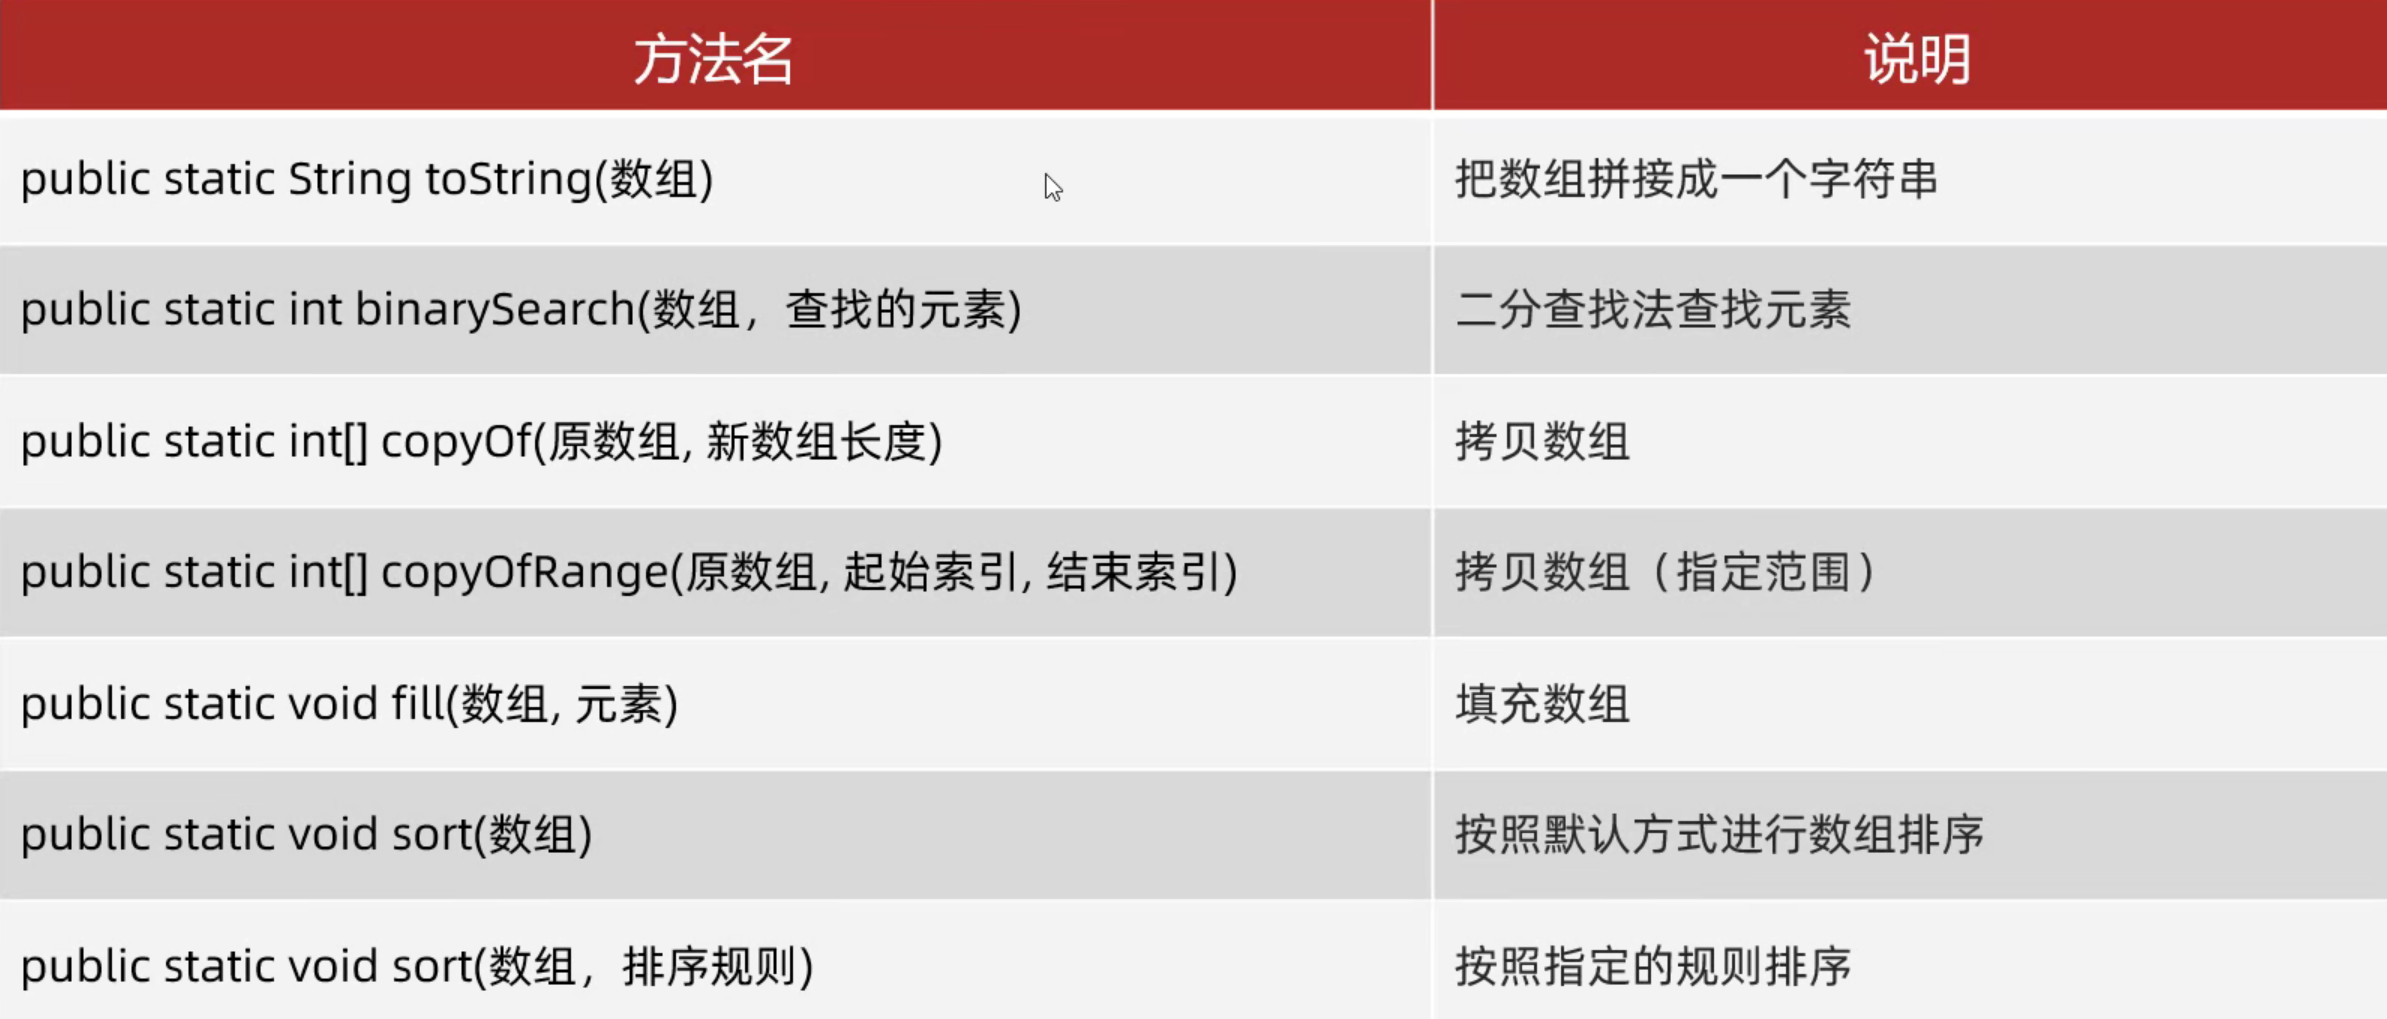 方法名 说明
public static String toString(数组) 把数组拼接成一个字符串
public static int binarySearch(数组，查找的元素) 二分查找法查找元素
public static int[] copyOf(原数组, 新数组长度) 拷贝数组
public static int[] copyOfRange(原数组, 起始索引, 结束索引) 拷贝数组（指定范围）
public static void fill(数组, 元素) 填充数组
public static void sort(数组) 按照默认方式进行数组排序
public static void sort(数组，排序规则) 按照指定的规则排序